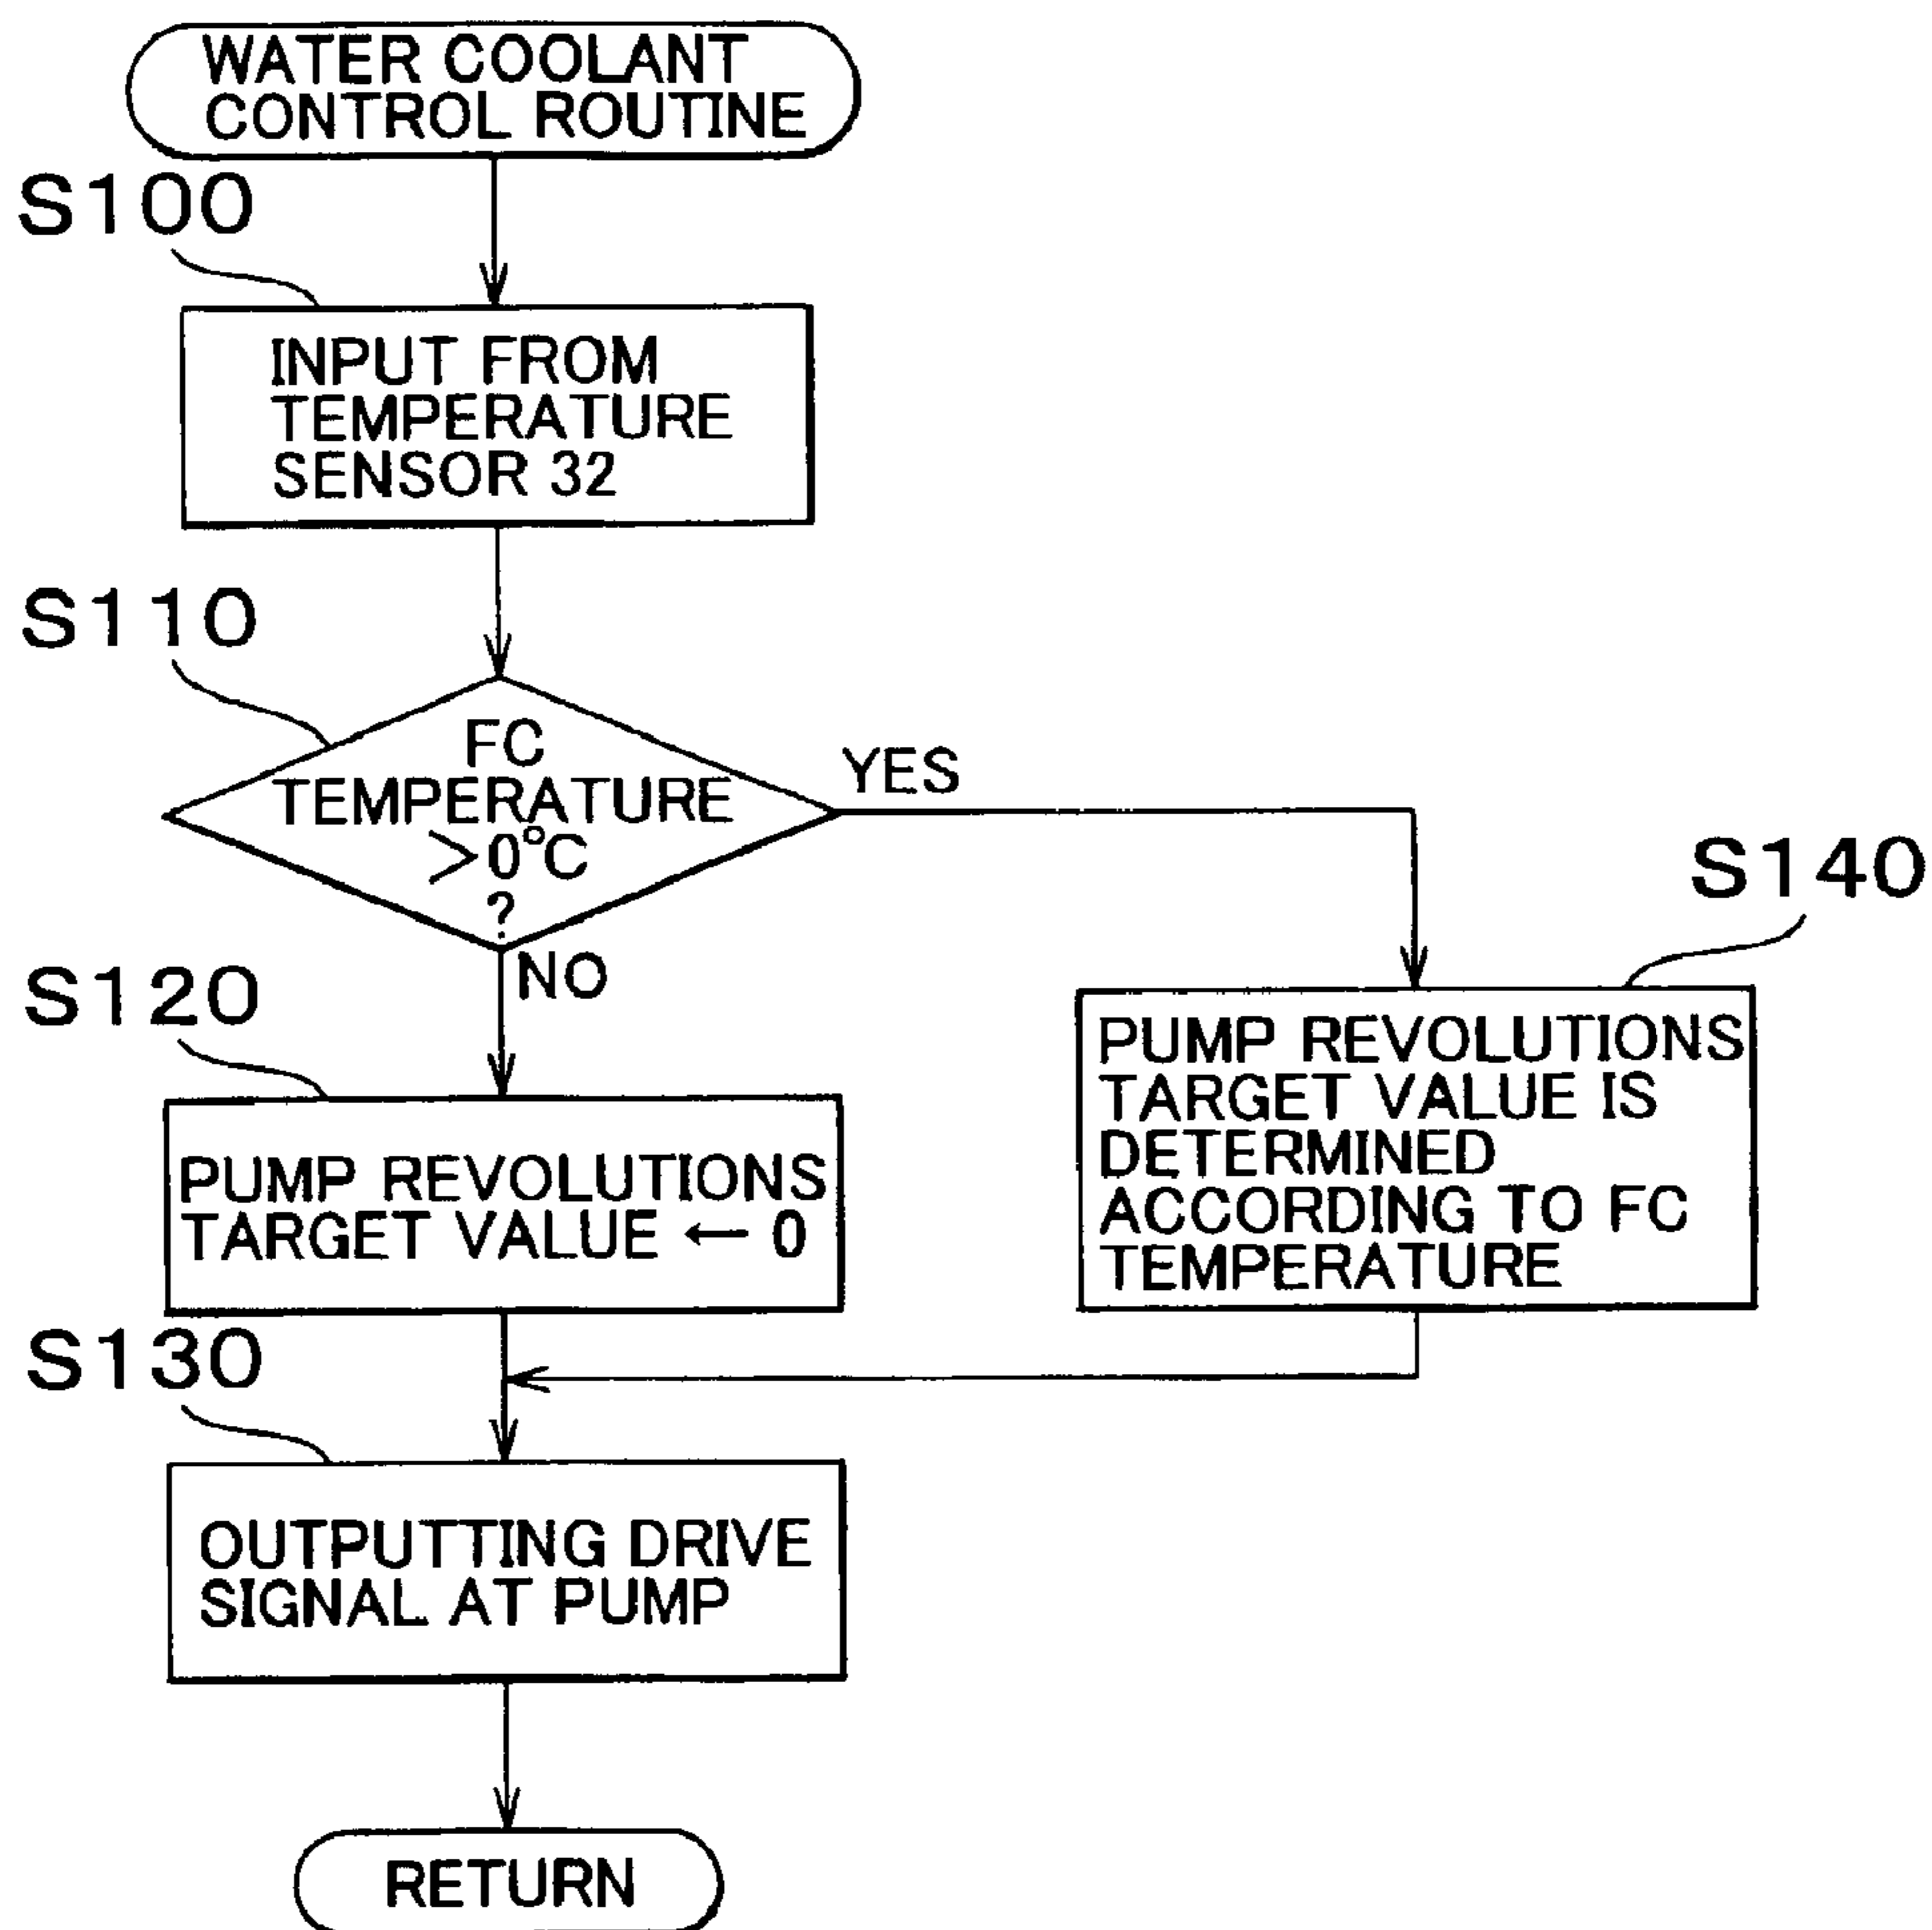 WATER COOLANT
CONTROL ROUTINE
S100
INPUT FROM
TEMPERATURE
SENSOR 32
S110
FC
TEMPERATURE
>0°C
?
YES
NO
S140
PUMP REVOLUTIONS
TARGET VALUE IS
DETERMINED
ACCORDING TO FC
TEMPERATURE
S120
PUMP REVOLUTIONS
TARGET VALUE ← 0
S130
OUTPUTTING DRIVE
SIGNAL AT PUMP
RETURN